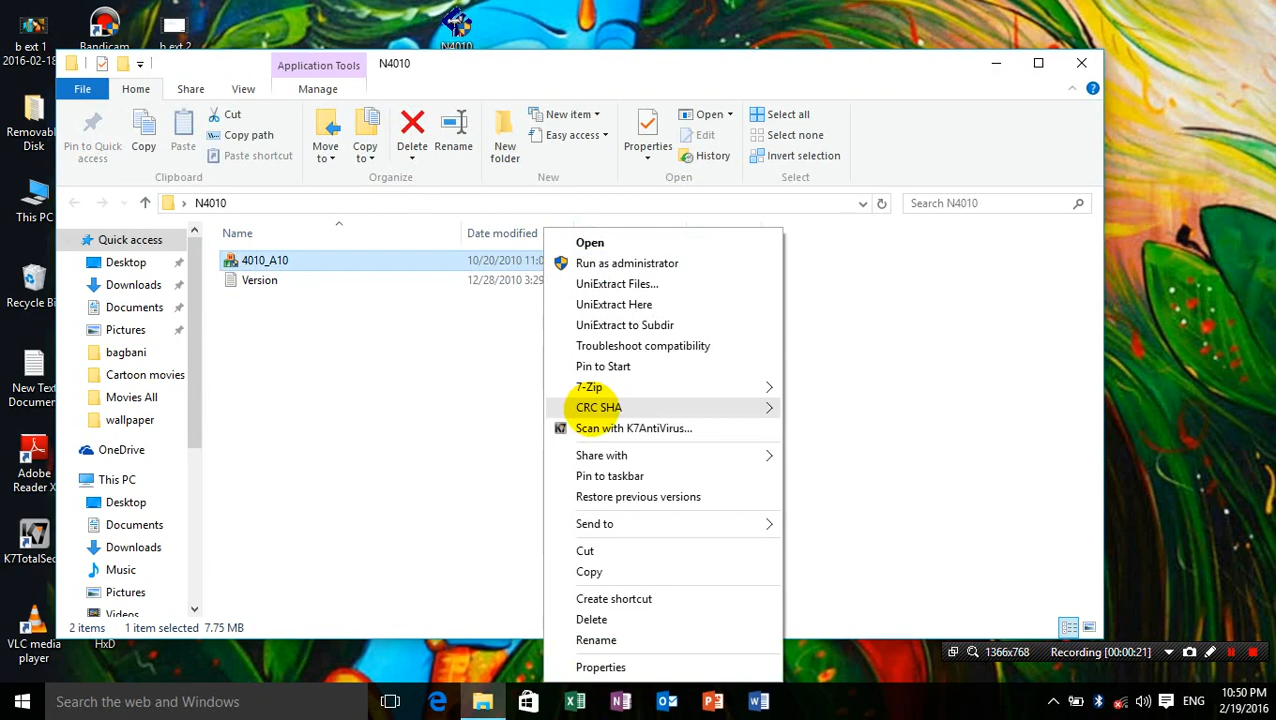 b ext 1
Bandicam
b ext 2
N4010
2016-02-18
Application Tools
N4010
File
Home
Share
View
Manage
Pin to Quick access
Copy
Paste
Cut
Copy path
Paste shortcut
Move to
Copy to
Delete
Rename
New folder
New item
Easy access
Properties
Open
Edit
History
Select all
Select none
Invert selection
Clipboard
Organize
New
Open
Select
N4010
Search N4010
Removable Disk
This PC
Recycle Bi
New Text Documen
Adobe Reader X
K7TotalSec
VLC media player
HxD
Quick access
Desktop
Downloads
Documents
Pictures
bagbani
Cartoon movies
Movies All
wallpaper
OneDrive
This PC
Desktop
Documents
Downloads
Music
Pictures
Videos
Name
Date modified
4010_A10
10/20/2010 11:0
Version
12/28/2010 3:29
Open
Run as administrator
UniExtract Files...
UniExtract Here
UniExtract to Subdir
Troubleshoot compatibility
Pin to Start
7-Zip
CRC SHA
K7 Scan with K7AntiVirus...
Share with
Pin to taskbar
Restore previous versions
Send to
Cut
Copy
Create shortcut
Delete
Rename
Properties
2 items
1 item selected 7.75 MB
1366x768
Recording [00:00:21]
Search the web and Windows
ENG
10:50 PM
2/19/2016